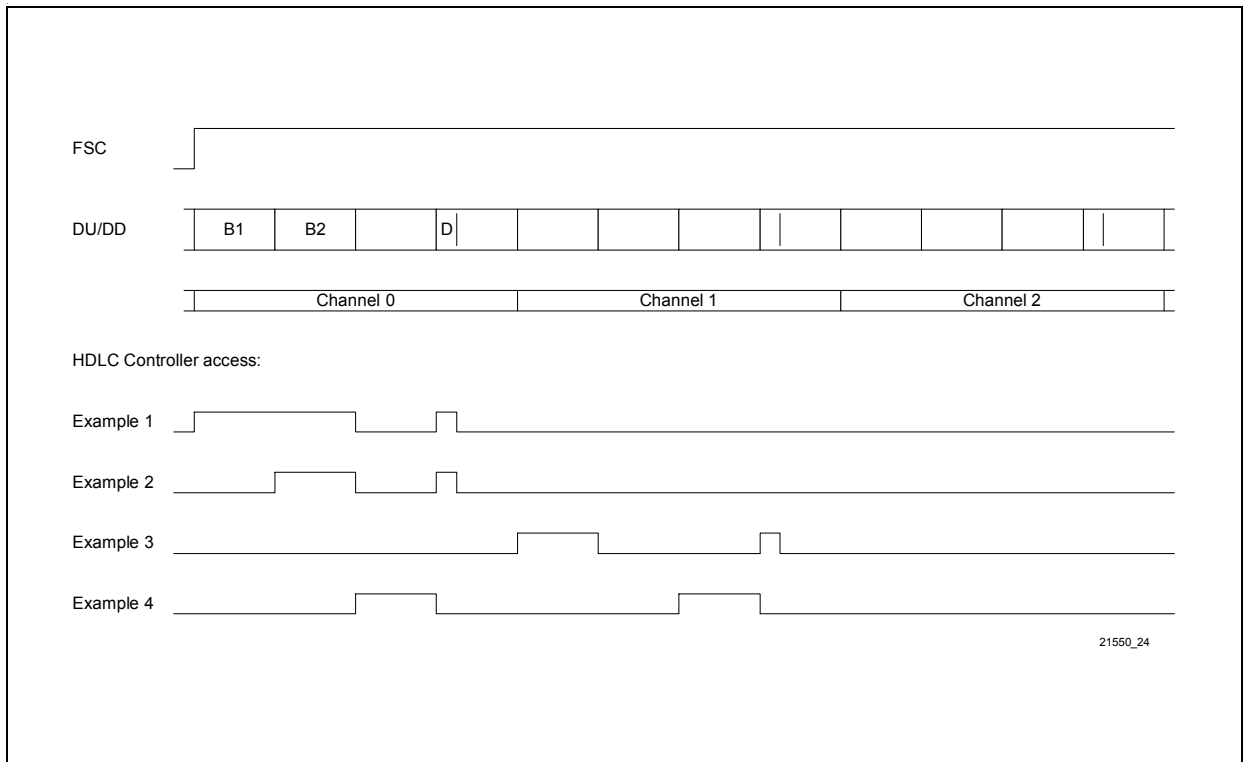 FSC
DU/DD B1 B2 D
Channel 0 Channel 1 Channel 2
HDLC Controller access:
Example 1
Example 2
Example 3
Example 4
21550_24